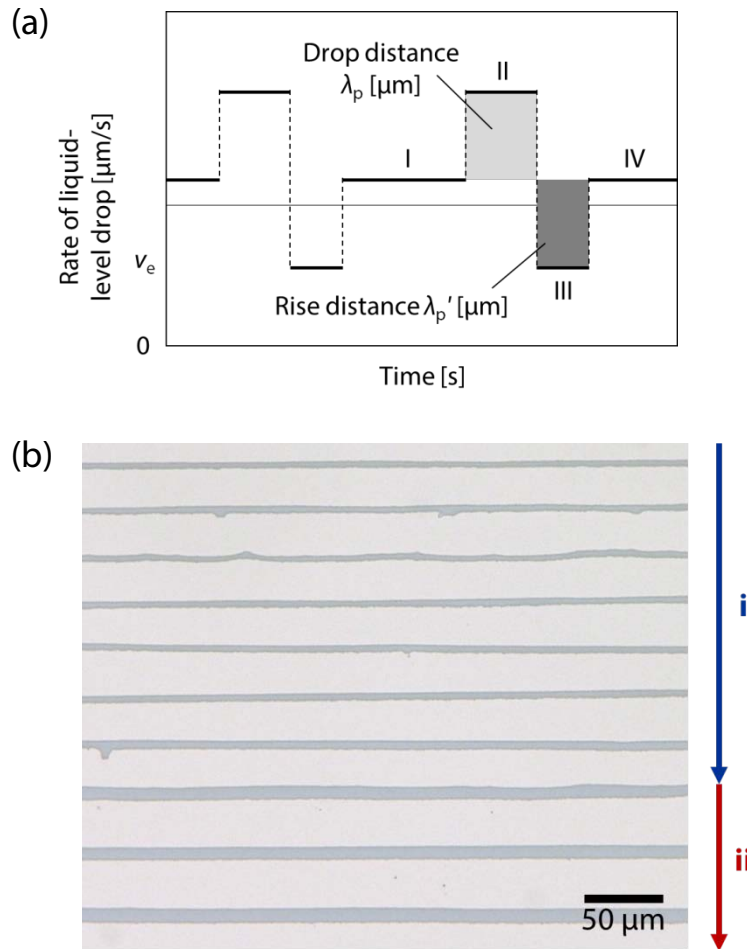 (a)
Rate of liquid-
level drop [μm/s]
Drop distance
λp [μm]
I
II
III
IV
Rise distance λp′ [μm]
ve
0
Time [s]
(b)
i
ii
50 μm